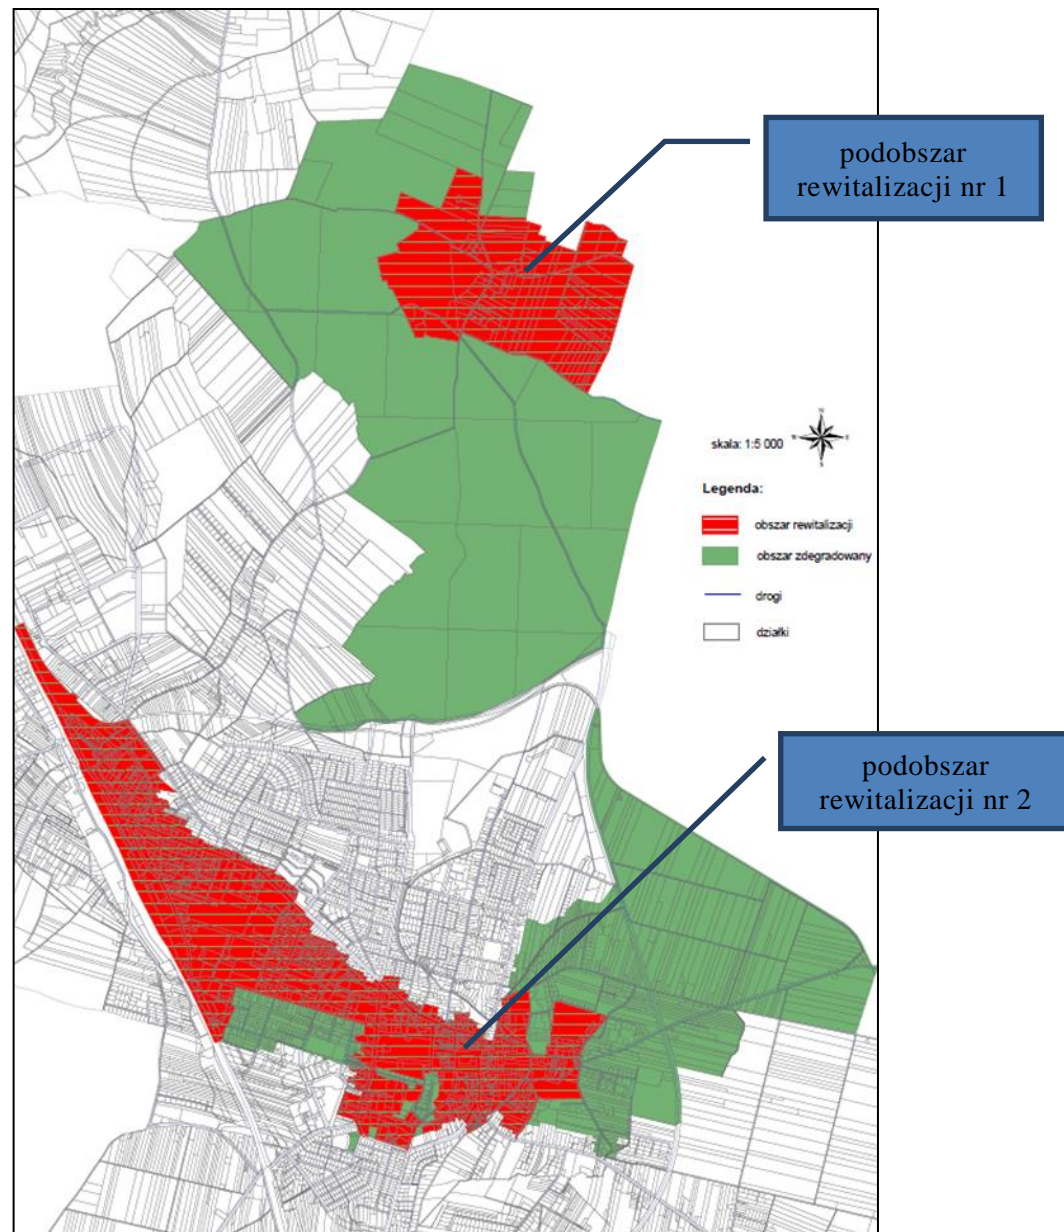 podobszar
rewitalizacji nr 1
N
W
E
S
skala: 1:5 000
Legenda:
obszar rewitalizacji
obszar zdegradowany
drogi
działki
podobszar
rewitalizacji nr 2